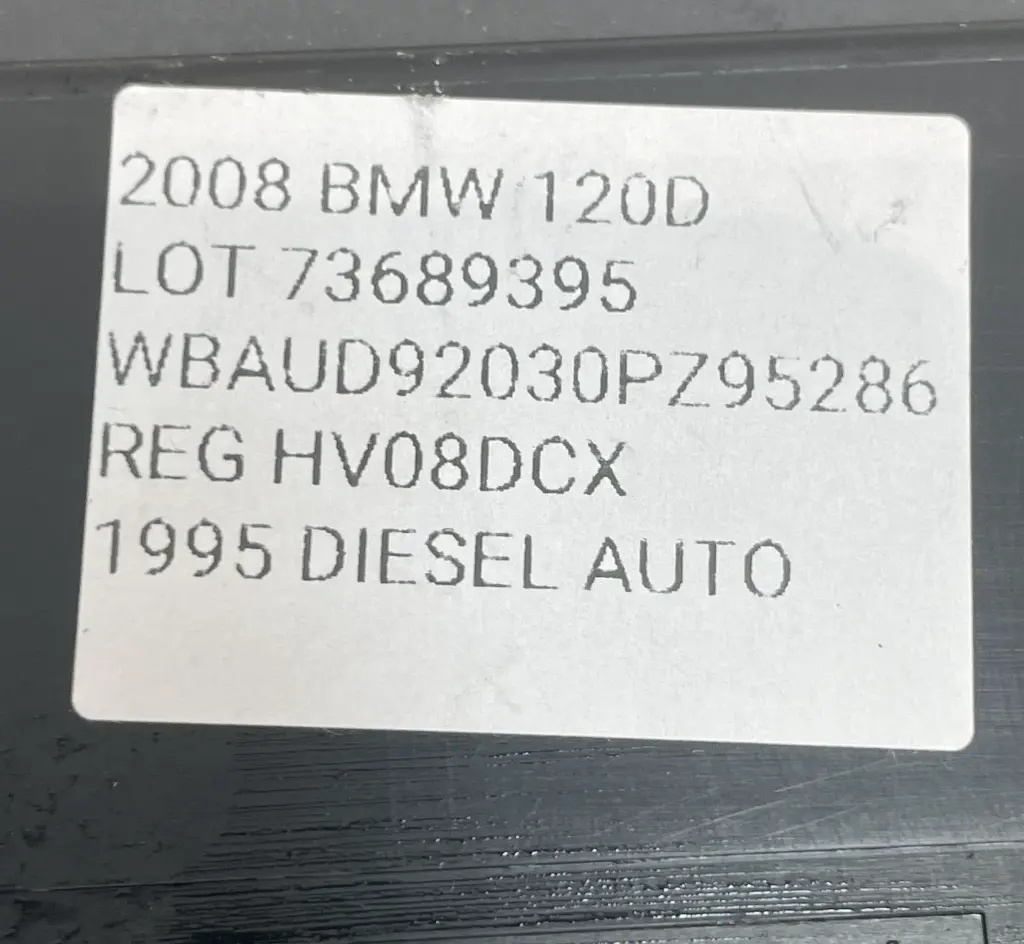 2008 BMW 120D
LOT 73689395
WBAUD92030PZ95286
REG HV08DCX
1995 DIESEL AUTO